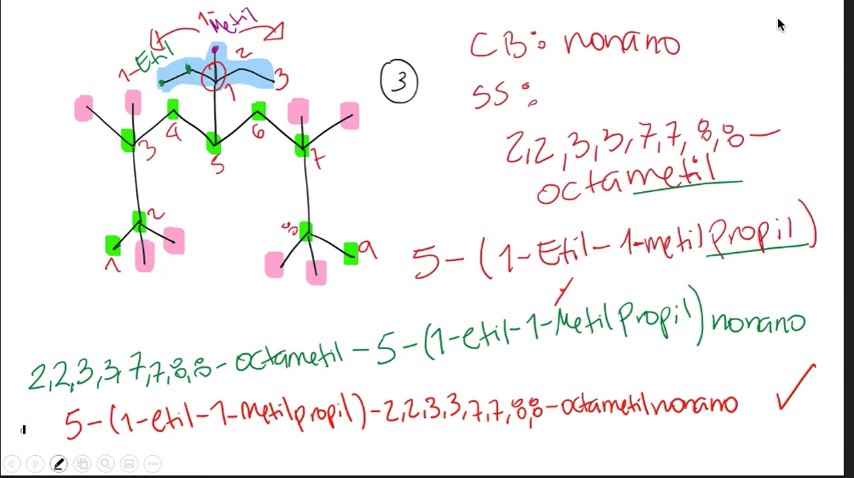 1-Metil
1-Etil
2
1
3
3
CB: nonano
SS:
3
4
5
6
7
2,2,3,3,7,7,8,8-
octametil
2
1
8
9
5-(1-Etil-1-metilPropil)
2,2,3,3,7,7,8,8-octametil-5-(1-etil-1-MetilPropil)nonano
5-(1-etil-1-Metilpropil)-2,2,3,3,7,7,8,8-octametilnonano